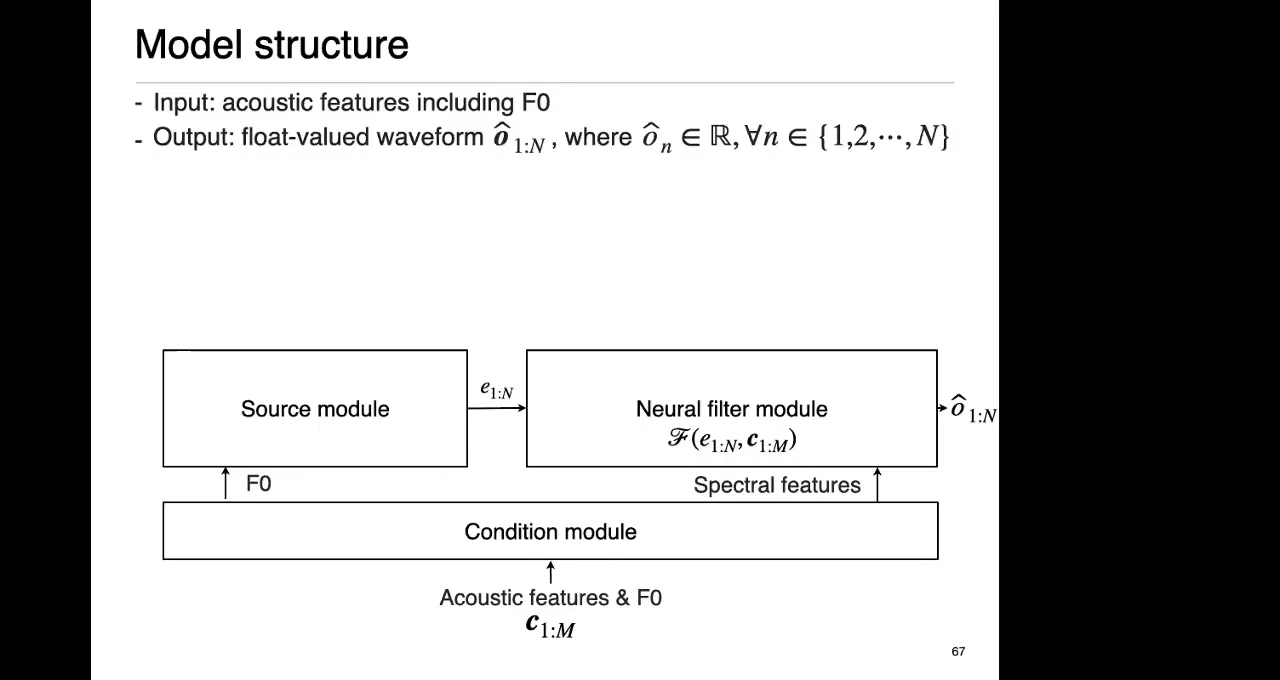 Model structure
- Input: acoustic features including F0
- Output: float-valued waveform ô₁:N , where ôₙ ∈ ℝ, ∀n ∈ {1,2,⋯, N}
e₁:N
Source module
Neural filter module
ô₁:N
ℱ(e₁:N, c₁:M)
F0
Spectral features
Condition module
Acoustic features & F0
c₁:M
67